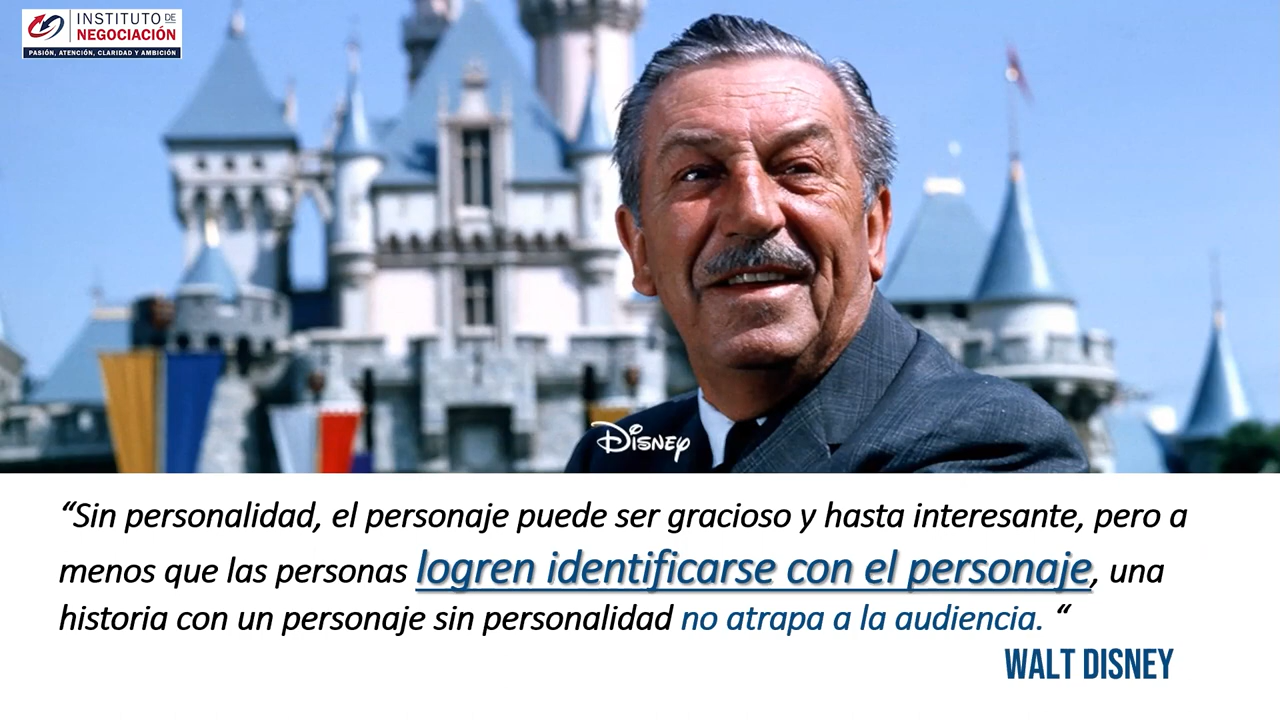 INSTITUTO DE
NEGOCIACIÓN
PASIÓN, ATENCIÓN, CLARIDAD Y AMBICIÓN
Disney
“Sin personalidad, el personaje puede ser gracioso y hasta interesante, pero a
menos que las personas logren identificarse con el personaje, una
historia con un personaje sin personalidad no atrapa a la audiencia. “
WALT DISNEY